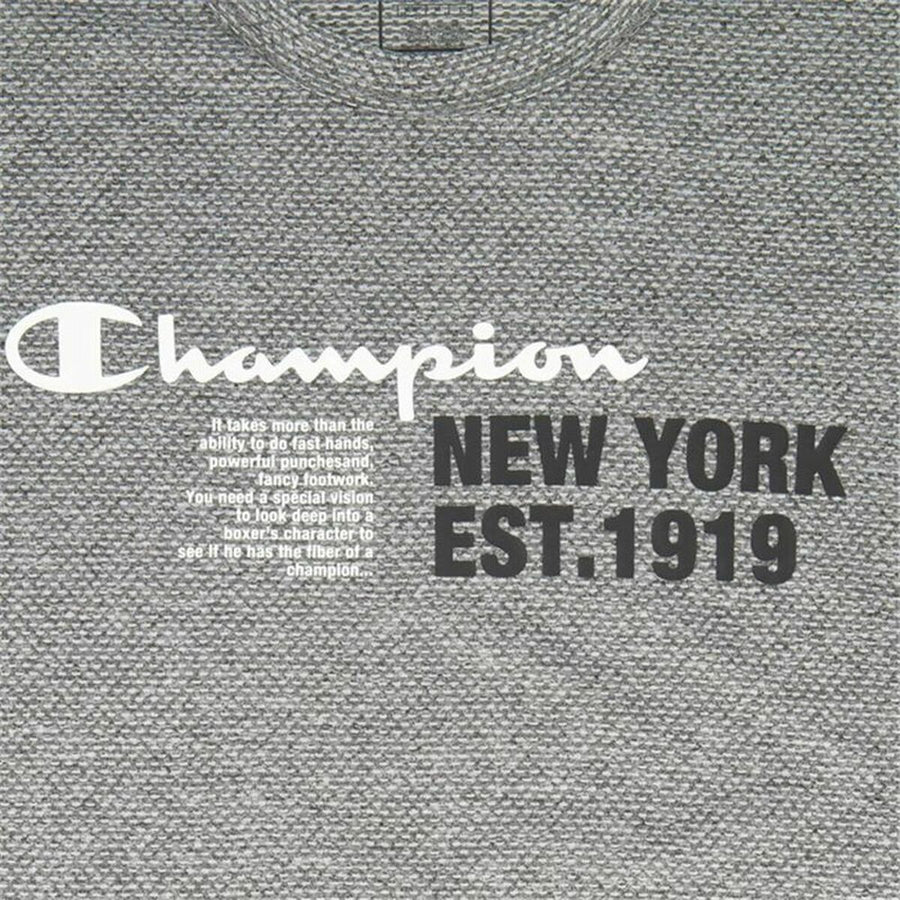 Champion
It takes more than the
ability to do fast hands,
powerful punchesand,
fancy footwork.
You need a special vision
to look deep into a
boxer's character to
see if he has the fiber of a
champion...
NEW YORK
EST.1919